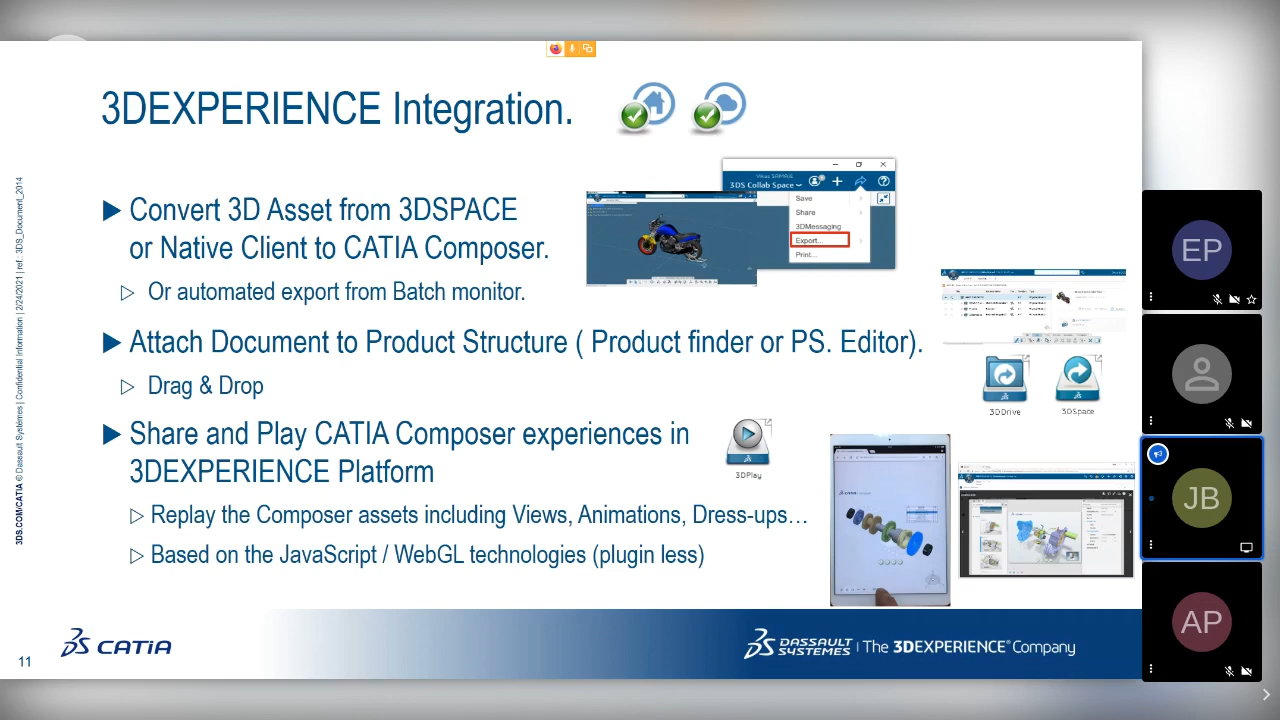 3DEXPERIENCE Integration.
Convert 3D Asset from 3DSPACE
or Native Client to CATIA Composer.
Or automated export from Batch monitor.
Attach Document to Product Structure ( Product finder or PS. Editor).
Drag & Drop
Share and Play CATIA Composer experiences in
3DEXPERIENCE Platform
Replay the Composer assets including Views, Animations, Dress-ups…
Based on the JavaScript / WebGL technologies (plugin less)
3DS Collab Space
Save
Share
3DMessaging
Export...
Print...
3DDrive
3DSpace
3DPlay
3DS.COM/CATIA © Dassault Systèmes | Confidential Information | 2/24/2021 | ref.: 3DS_Document_2014
11
CATIA
DASSAULT
SYSTEMES
The 3DEXPERIENCE® Company
EP
JB
AP